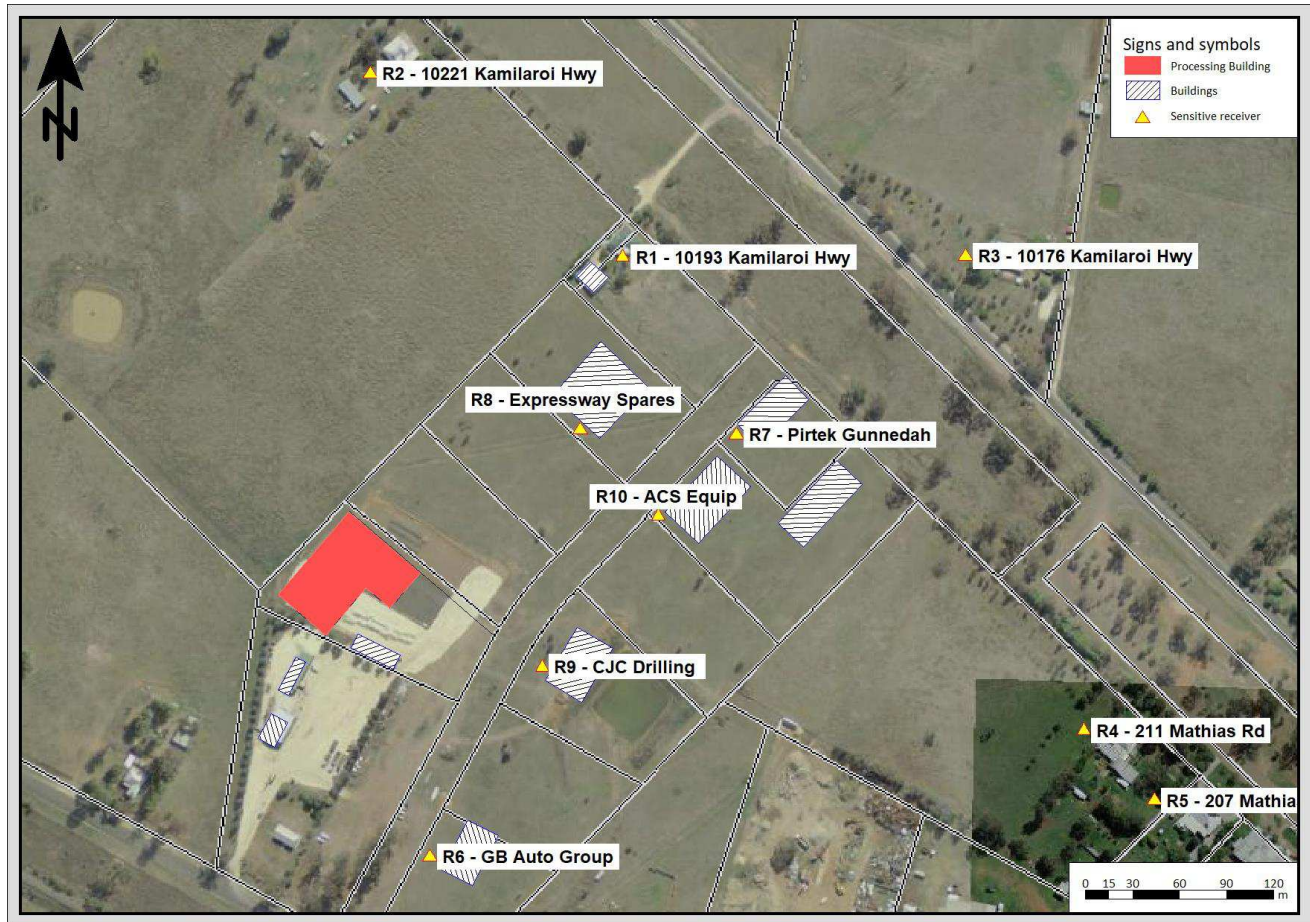 N
R2 - 10221 Kamilaroi Hwy
Signs and symbols
Processing Building
Buildings
Sensitive receiver
R1 - 10193 Kamilaroi Hwy
R3 - 10176 Kamilaroi Hwy
R8 - Expressway Spares
R7 - Pirtek Gunnedah
R10 - ACS Equip
R9 - CJC Drilling
R4 - 211 Mathias Rd
R5 - 207 Mathia
R6 - GB Auto Group
0 15 30 60 90 120
m